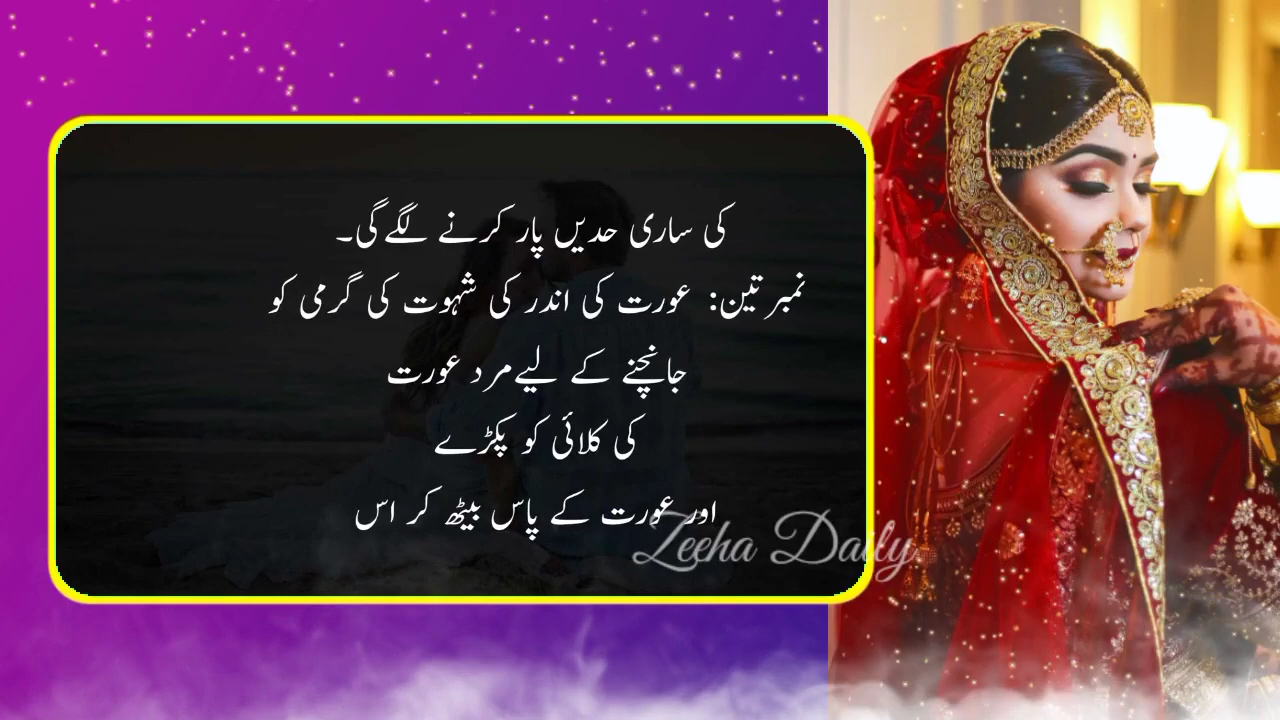 کی ساری حدیں پار کرنے لگے گی۔
نمبر تین: عورت کی اندر کی شہوت کی گرمی کو
جانچنے کے لیے مرد عورت
کی کلائی کو پکڑے
اور عورت کے پاس بیٹھ کر اس
Zeeha Daily